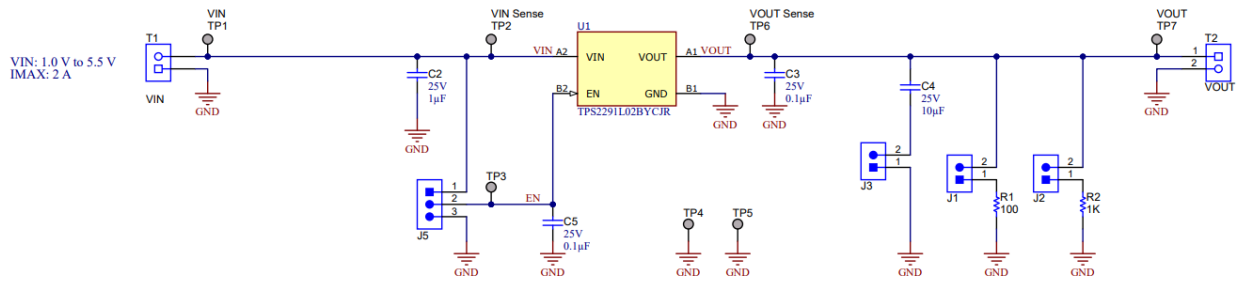 VIN: 1.0 V to 5.5 V
IMAX: 2 A
T1
VIN
GND
VIN
TP1
C2
25V
1µF
GND
VIN Sense
TP2
VIN
A2
B2
U1
VIN
VOUT
EN
GND
TPS2291L02BYCJR
A1
VOUT
B1
GND
VOUT Sense
TP6
C3
25V
0.1µF
GND
C4
25V
10µF
VOUT
TP7
T2
1
2
VOUT
GND
1
2
3
J5
GND
TP3
EN
C5
25V
0.1µF
GND
TP4
GND
TP5
GND
2
1
J3
GND
2
1
J1
R1
100
GND
2
1
J2
R2
1K
GND